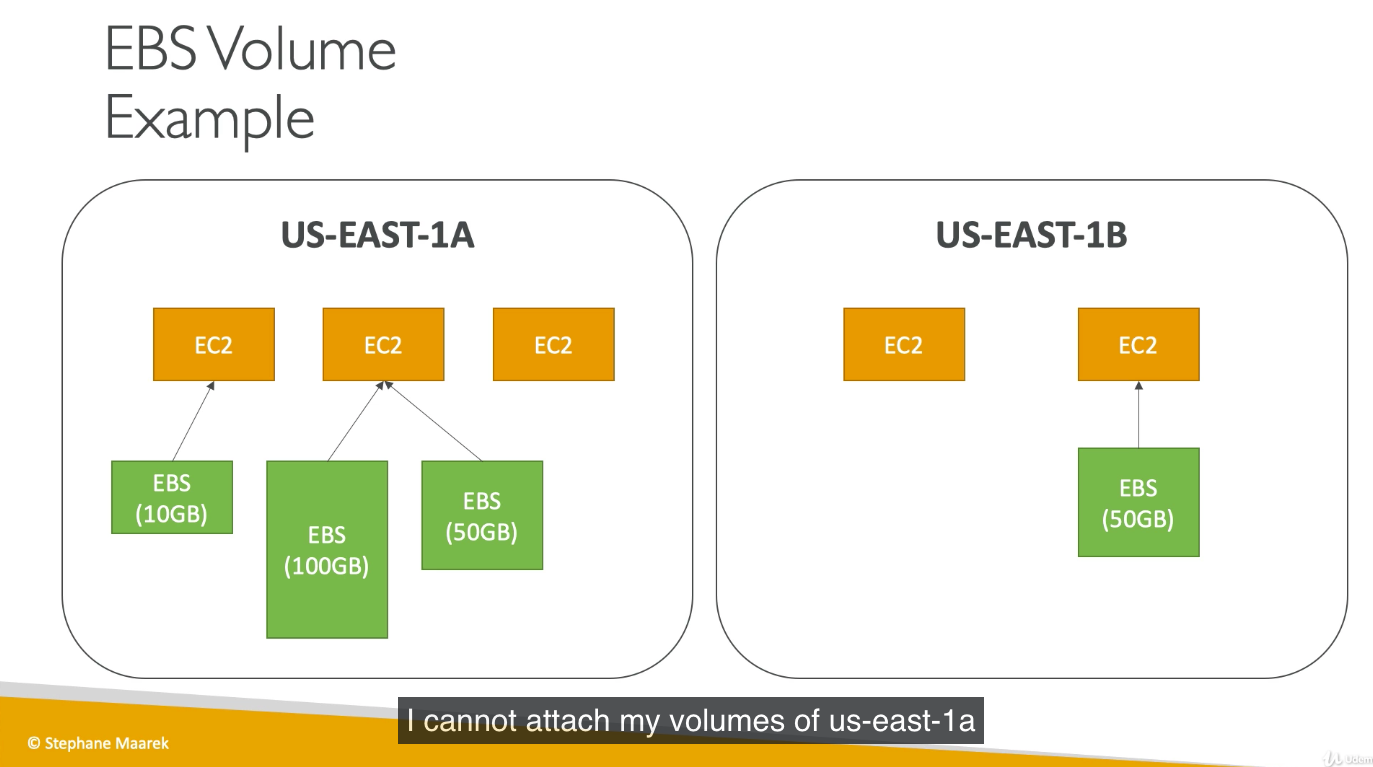 EBS Volume
Example
US-EAST-1A
US-EAST-1B
EC2
EC2
EC2
EC2
EC2
EBS
(10GB)
EBS
(100GB)
EBS
(50GB)
EBS
(50GB)
I cannot attach my volumes of us-east-1a
© Stephane Maarek
Udem